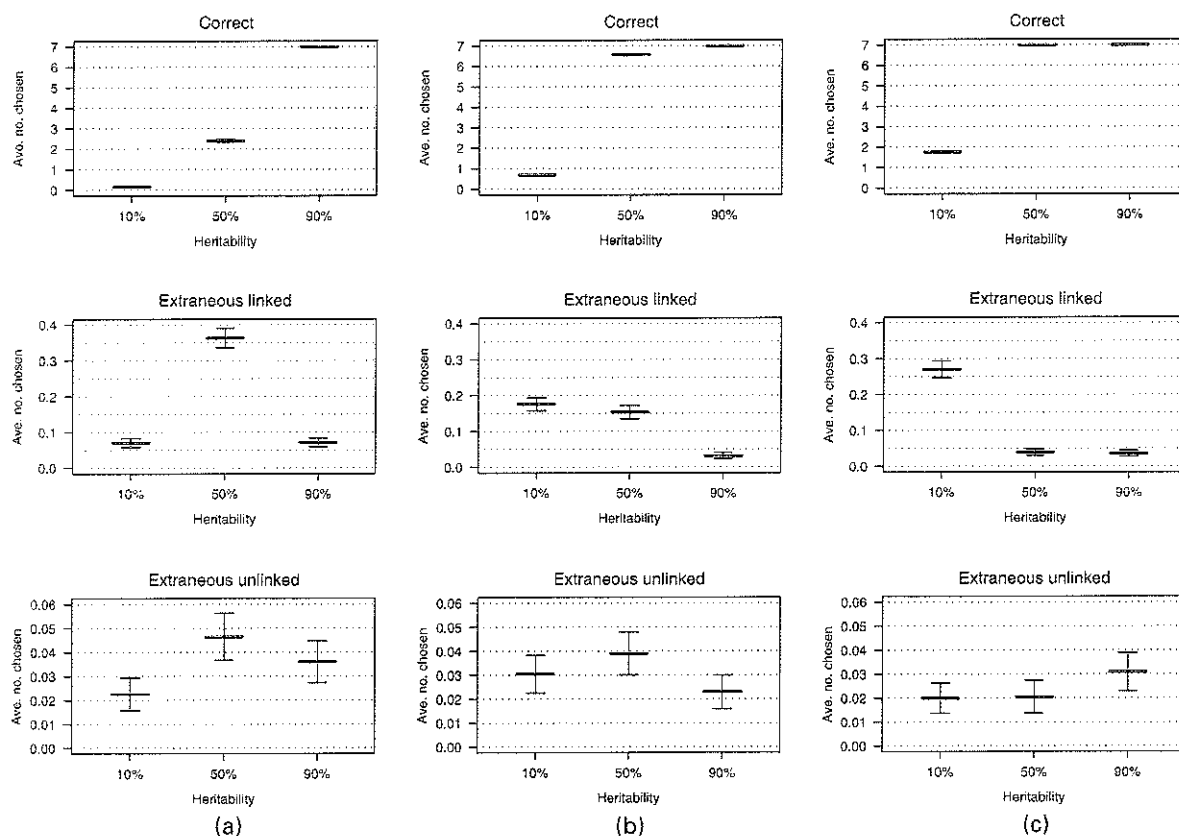 Correct
Correct
Correct
Ave. no. chosen
7
6
5
4
3
2
1
0
10%
50%
90%
Heritability
Ave. no. chosen
7
6
5
4
3
2
1
0
10%
50%
90%
Heritability
Ave. no. chosen
7
6
5
4
3
2
1
0
10%
50%
90%
Heritability
Extraneous linked
Extraneous linked
Extraneous linked
Ave. no. chosen
0.4
0.3
0.2
0.1
0.0
10%
50%
90%
Heritability
Ave. no. chosen
0.4
0.3
0.2
0.1
0.0
10%
50%
90%
Heritability
Ave. no. chosen
0.4
0.3
0.2
0.1
0.0
10%
50%
90%
Heritability
Extraneous unlinked
Extraneous unlinked
Extraneous unlinked
Ave. no. chosen
0.06
0.05
0.04
0.03
0.02
0.01
0.00
10%
50%
90%
Heritability
Ave. no. chosen
0.06
0.05
0.04
0.03
0.02
0.01
0.00
10%
50%
90%
Heritability
Ave. no. chosen
0.06
0.05
0.04
0.03
0.02
0.01
0.00
10%
50%
90%
Heritability
(a)
(b)
(c)